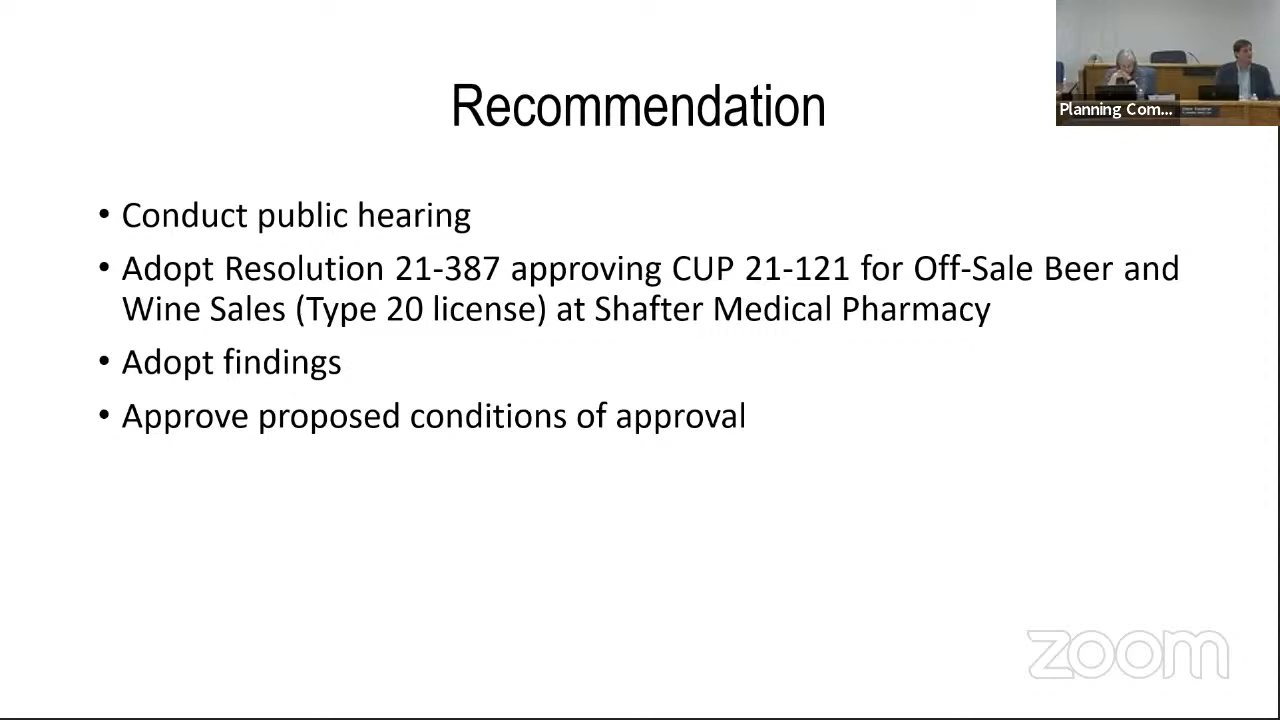 Recommendation
Planning Com...
• Conduct public hearing
• Adopt Resolution 21-387 approving CUP 21-121 for Off-Sale Beer and
Wine Sales (Type 20 license) at Shafter Medical Pharmacy
• Adopt findings
• Approve proposed conditions of approval
zoom